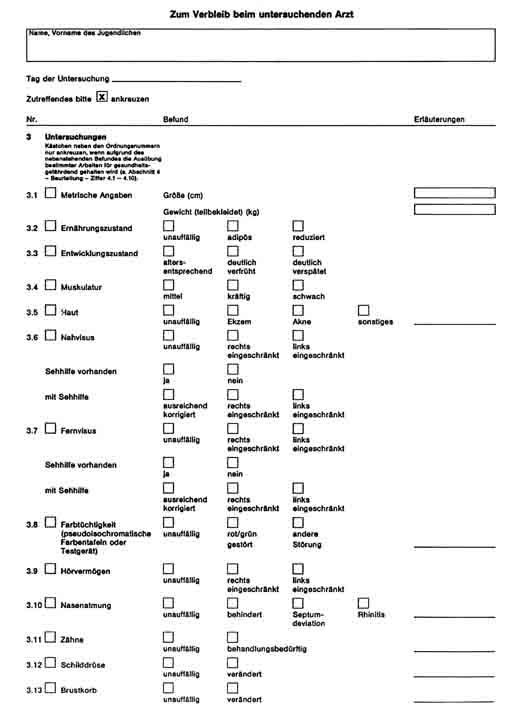 Zum Verbleib beim untersuchenden Arzt
Name, Vorname des Jugendlichen
Tag der Untersuchung
Zutreffendes bitte X ankreuzen
Nr. Befund Erläuterungen
3 Untersuchungen
Kästchen neben den Ordnungsnummern
nur ankreuzen, wenn aufgrund des
nebenstehenden Befundes die Ausübung
bestimmter Arbeiten für gesundheits-
gefährdend gehalten wird (s. Abschnitt 4
– Beurteilung – Ziffer 4.1 – 4.10).
3.1 Metrische Angaben Größe (cm)
Gewicht (teilbekleidet) (kg)
3.2 Ernährungszustand
unauffällig adipös reduziert
3.3 Entwicklungszustand
alters- deutlich deutlich
entsprechend verfrüht verspätet
3.4 Muskulatur
mittel kräftig schwach
3.5 Haut
unauffällig Ekzem Akne sonstiges
3.6 Nahvisus
unauffällig rechts links
eingeschränkt eingeschränkt
Sehhilfe vorhanden
ja nein
mit Sehhilfe
ausreichend rechts links
korrigiert eingeschränkt eingeschränkt
3.7 Fernvisus
unauffällig rechts links
eingeschränkt eingeschränkt
Sehhilfe vorhanden
ja nein
mit Sehhilfe
ausreichend rechts links
korrigiert eingeschränkt eingeschränkt
3.8 Farbtüchtigkeit
(pseudoisochromatische unauffällig rot/grün andere
Farbentafeln oder gestört Störung
Testgerät)
3.9 Hörvermögen
unauffällig rechts links
eingeschränkt eingeschränkt
3.10 Nasenatmung
unauffällig behindert Septum- Rhinitis
deviation
3.11 Zähne
unauffällig behandlungsbedürftig
3.12 Schilddrüse
unauffällig verändert
3.13 Brustkorb
unauffällig verändert